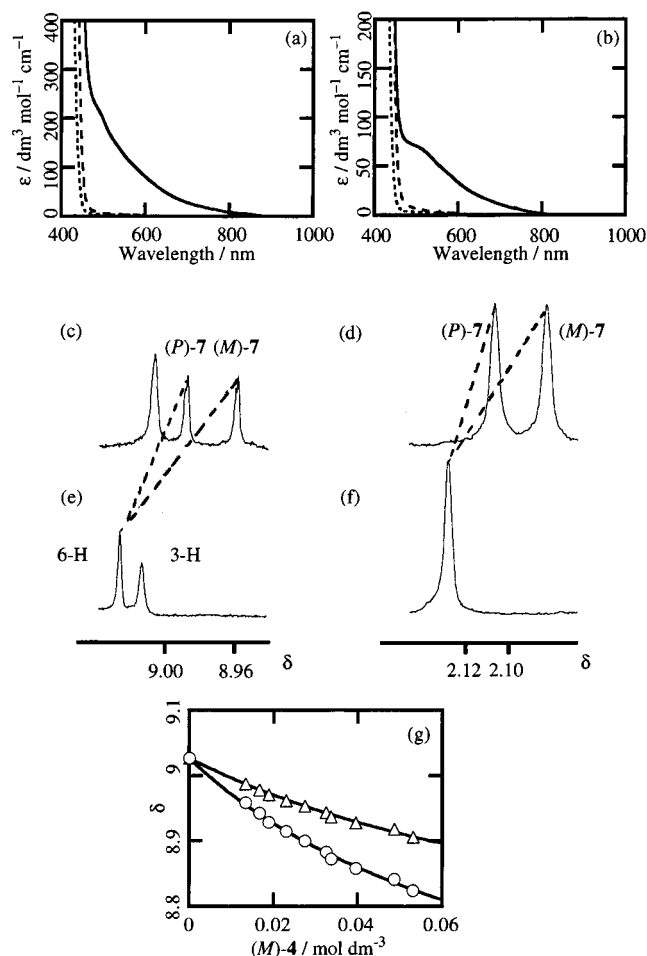 (a)
ε / dm³ mol⁻¹ cm⁻¹
400
300
200
100
0
400 600 800 1000
Wavelength / nm
(b)
ε / dm³ mol⁻¹ cm⁻¹
200
150
100
50
0
400 600 800 1000
Wavelength / nm
(c)
(P)-7 (M)-7
(d)
(P)-7 (M)-7
(e)
6-H 3-H
(f)
9.00 8.96 δ
2.12 2.10 δ
(g)
δ
9.1
9
8.9
8.8
0 0.02 0.04 0.06
(M)-4 / mol dm⁻³